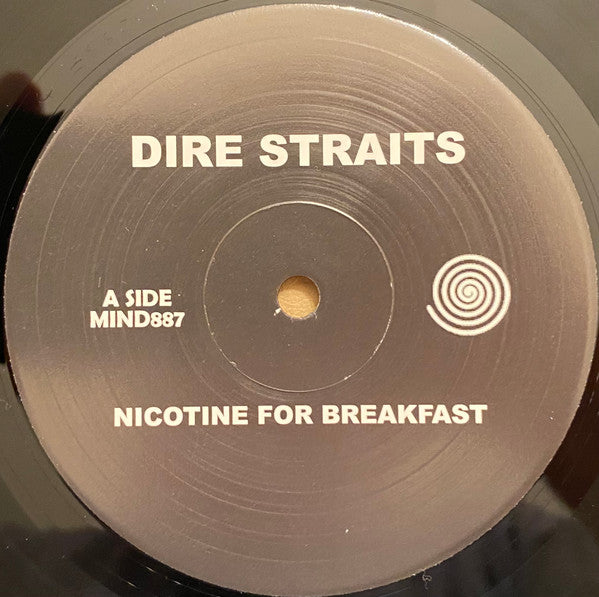 DIRE STRAITS
A SIDE
MIND887
NICOTINE FOR BREAKFAST